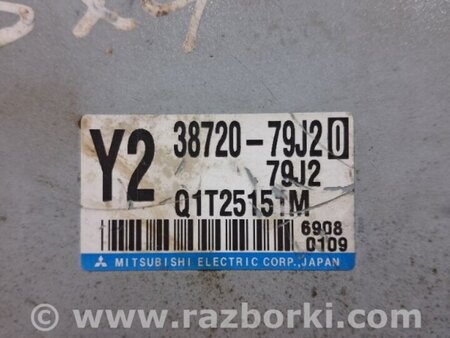 Y2 38720-79J20
79J2
Q1T25151M
6908
0109
MITSUBISHI ELECTRIC CORP., JAPAN
www.razborki.com